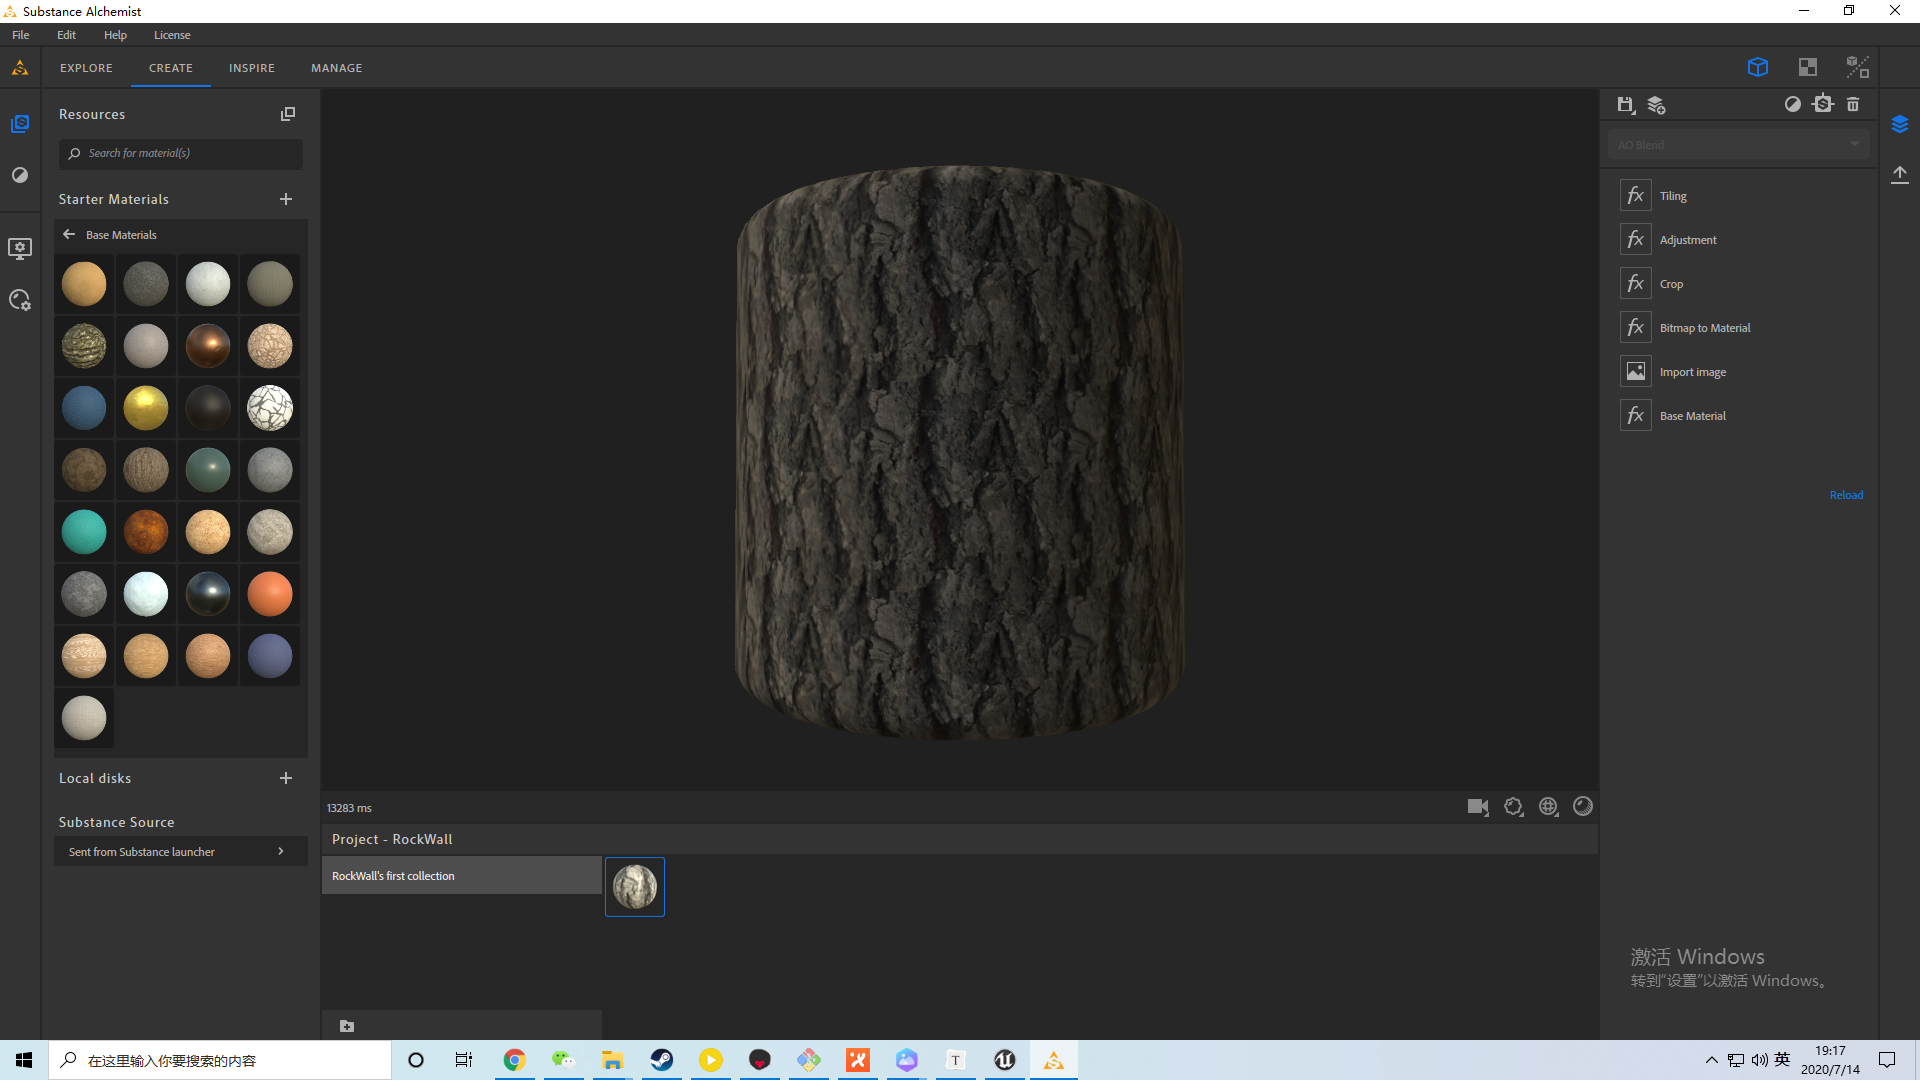 Substance Alchemist
File Edit Help License
EXPLORE CREATE INSPIRE MANAGE
Resources
Search for material(s)
Starter Materials
Base Materials
Local disks
Substance Source
Sent from Substance launcher
13283 ms
Project - RockWall
RockWall's first collection
AO Blend
Tiling
Adjustment
Crop
Bitmap to Material
Import image
Base Material
Reload
激活 Windows
转到“设置”以激活 Windows。
在这里输入你要搜索的内容
英
19:17
2020/7/14